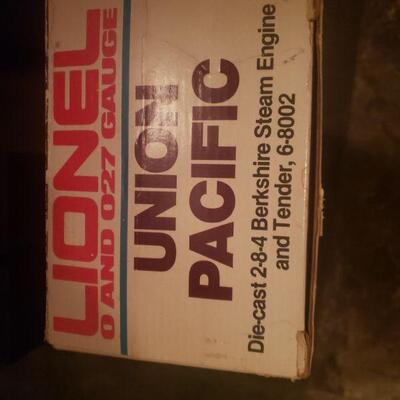 LIONEL
O AND O27 GAUGE
UNION
PACIFIC
Die-cast 2-8-4 Berkshire Steam Engine
and Tender, 6-8002